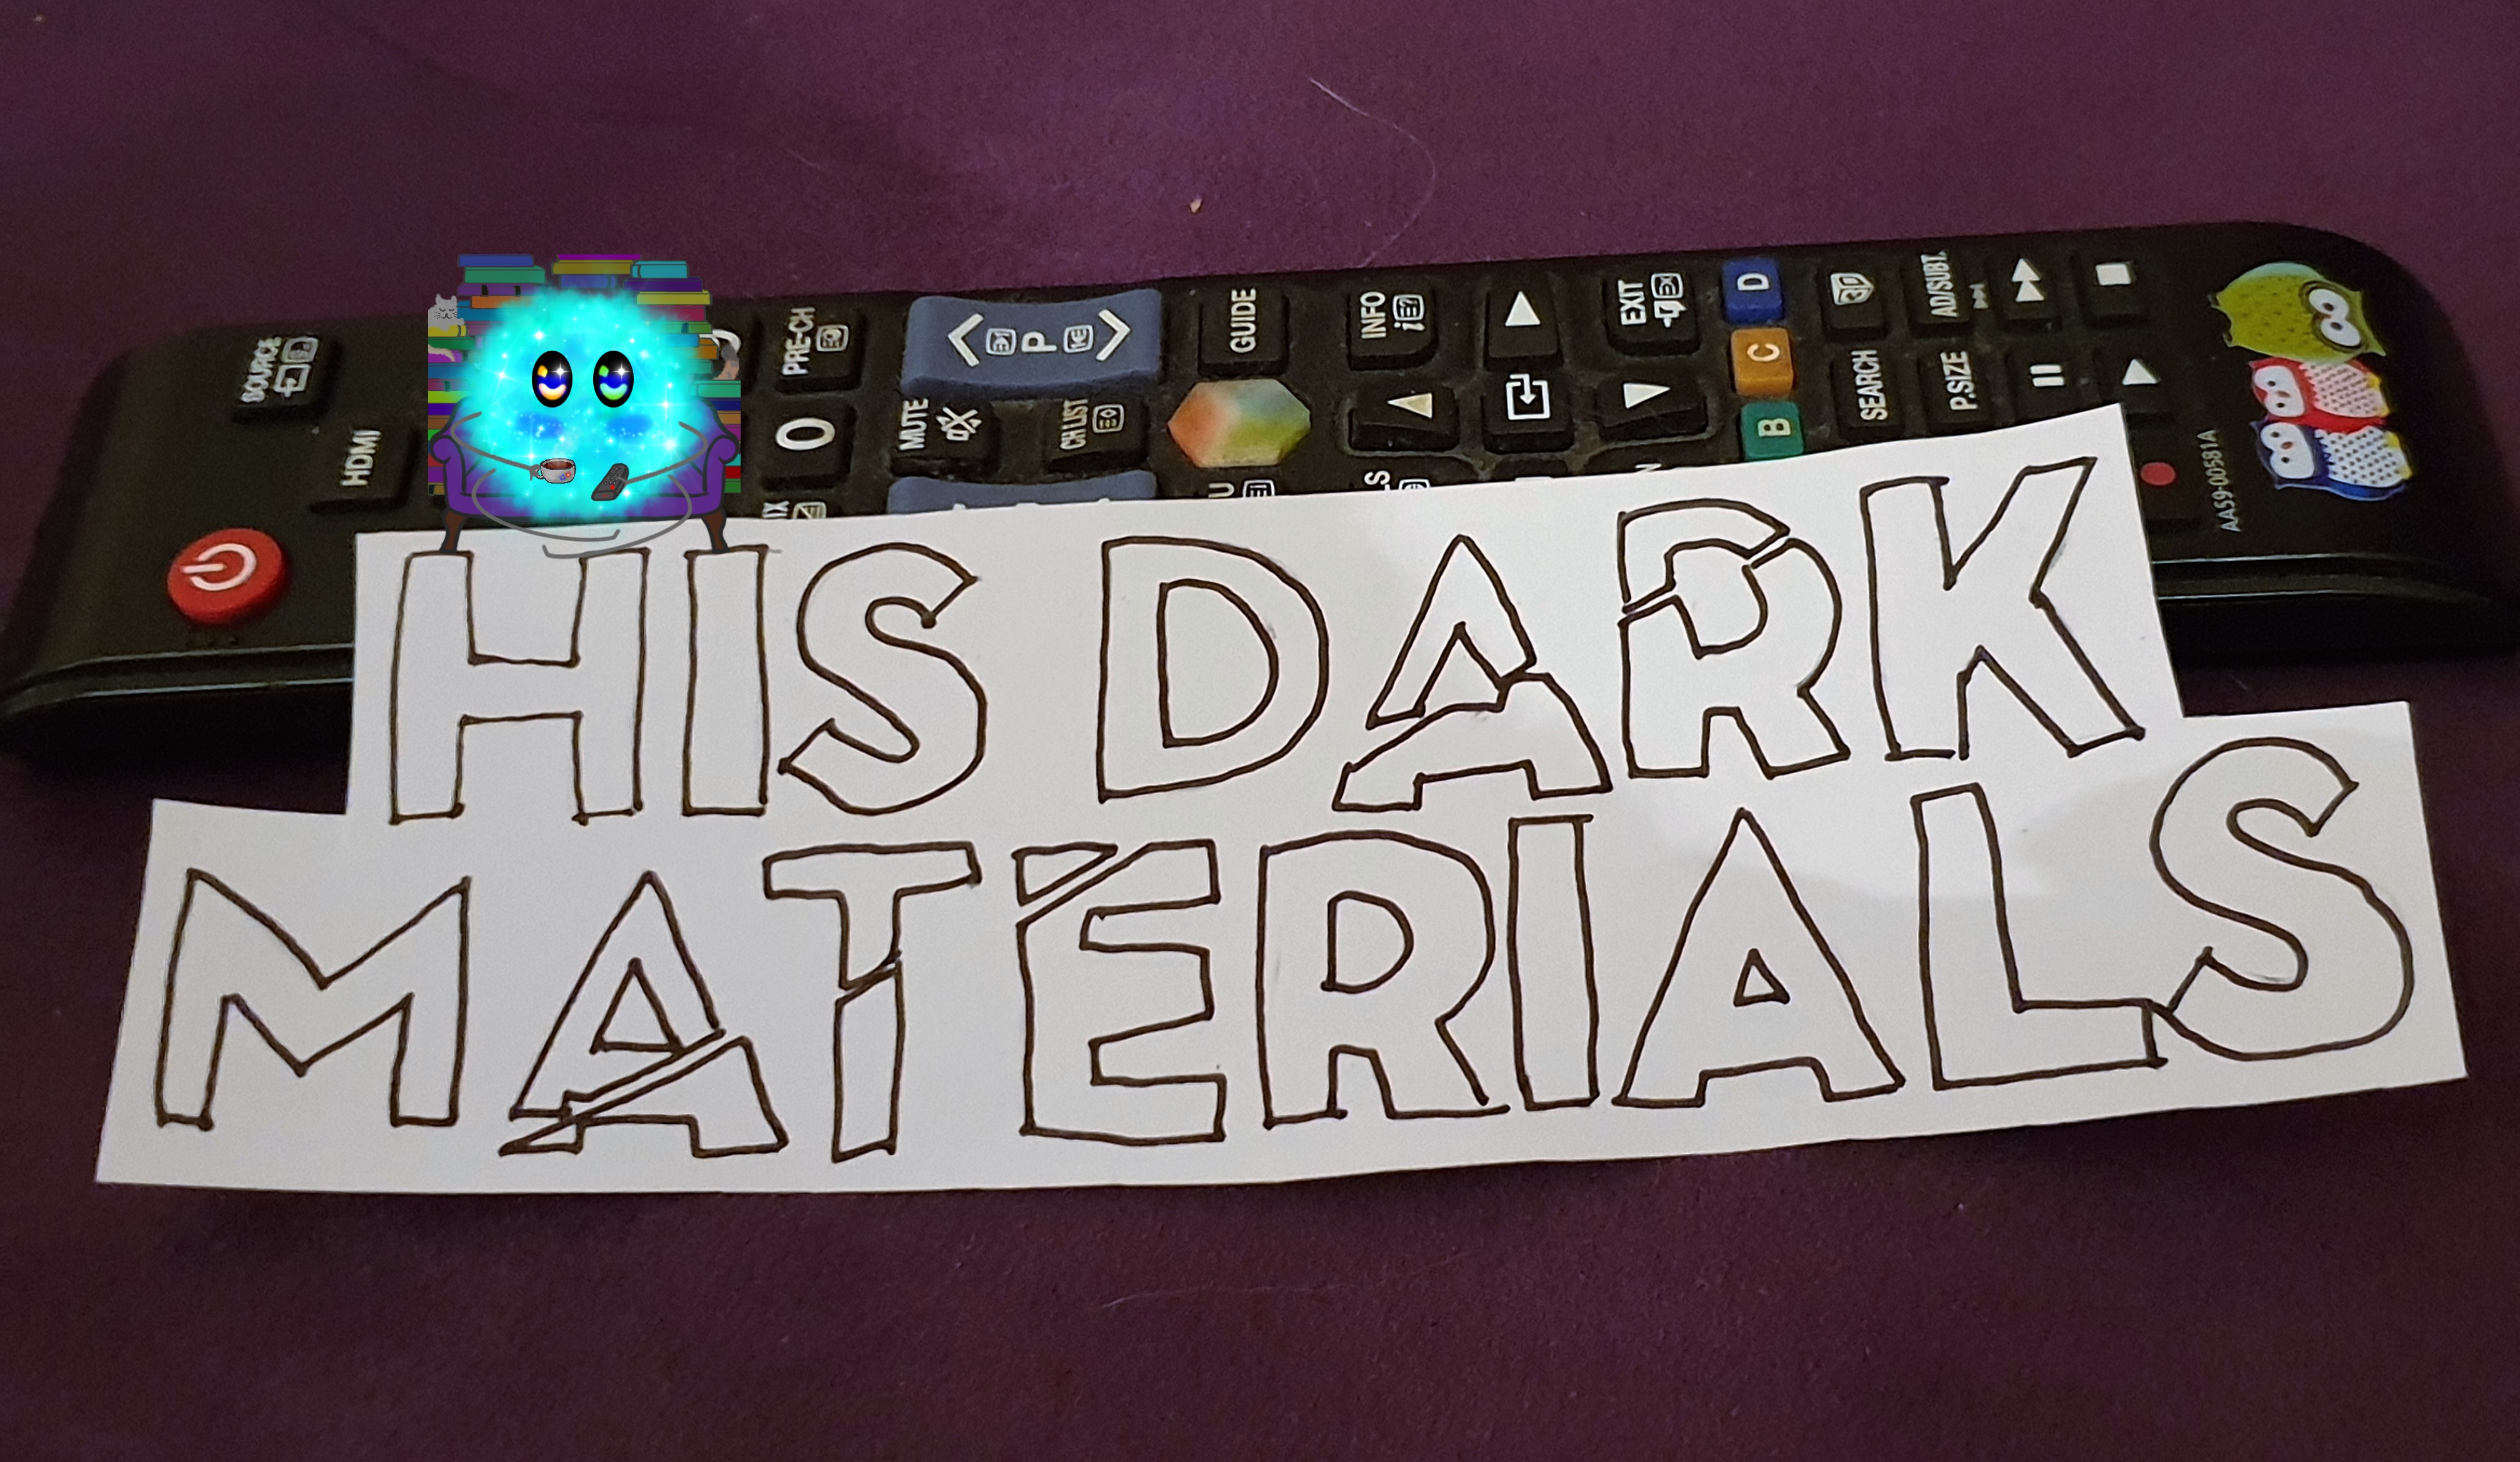 SOURCE
HDMI
PRE-CH
0
MUTE
P
CH LIST
GUIDE
INFO
EXIT
D
C
B
SEARCH
AD/SUBT.
P.SIZE
AA59-00581A
HIS DARK
MATERIALS